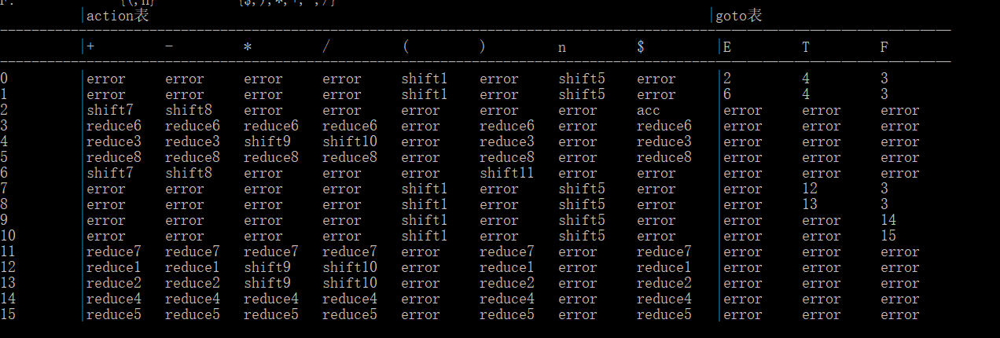 F: {(,n} {$,),*,+,-,/}
|action表 |goto表
|+ - * / ( ) n $ |E T F
0 |error error error error shift1 error shift5 error |2 4 3
1 |error error error error shift1 error shift5 error |6 4 3
2 |shift7 shift8 error error error error error acc |error error error
3 |reduce6 reduce6 reduce6 reduce6 error reduce6 error reduce6 |error error error
4 |reduce3 reduce3 shift9 shift10 error reduce3 error reduce3 |error error error
5 |reduce8 reduce8 reduce8 reduce8 error reduce8 error reduce8 |error error error
6 |shift7 shift8 error error error shift11 error error |error error error
7 |error error error error shift1 error shift5 error |error 12 3
8 |error error error error shift1 error shift5 error |error 13 3
9 |error error error error shift1 error shift5 error |error error 14
10 |error error error error shift1 error shift5 error |error error 15
11 |reduce7 reduce7 reduce7 reduce7 error reduce7 error reduce7 |error error error
12 |reduce1 reduce1 shift9 shift10 error reduce1 error reduce1 |error error error
13 |reduce2 reduce2 shift9 shift10 error reduce2 error reduce2 |error error error
14 |reduce4 reduce4 reduce4 reduce4 error reduce4 error reduce4 |error error error
15 |reduce5 reduce5 reduce5 reduce5 error reduce5 error reduce5 |error error error